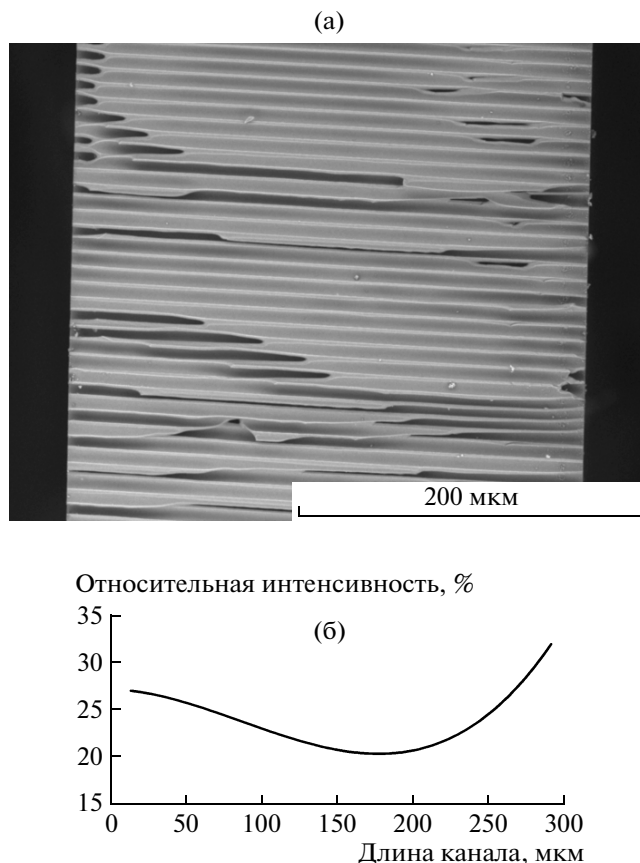 (а)
200 мкм
Относительная интенсивность, %
(б)
35
30
25
20
15
0 50 100 150 200 250 300
Длина канала, мкм